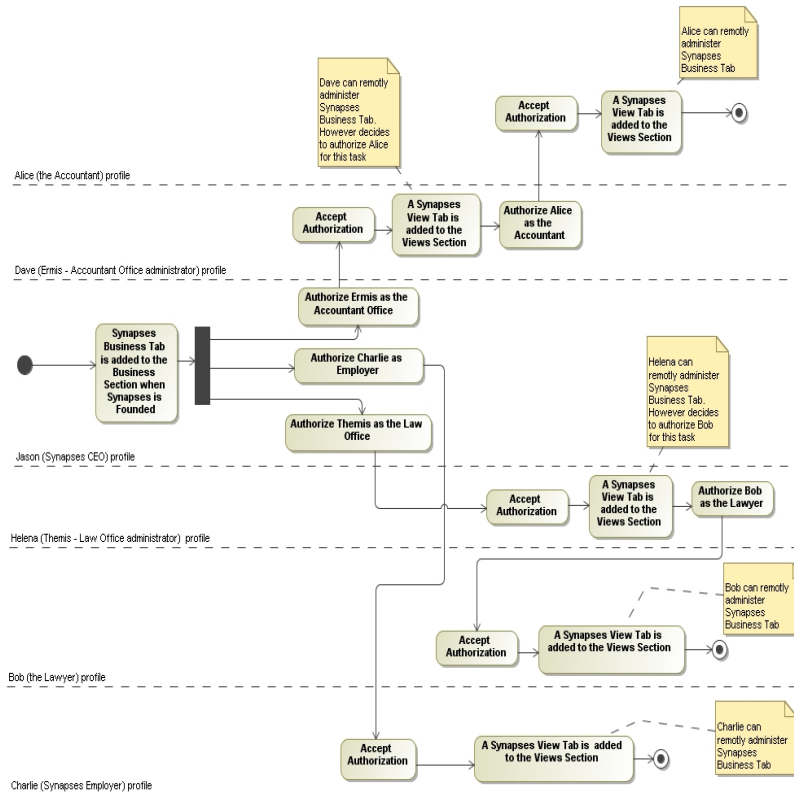 Alice can remotly
administer
Synapses
Business Tab
Dave can remotly
administer
Synapses
Business Tab.
However decides
to authorize Alice
for this task
Accept
Authorization
A Synapses
View Tab is
added to the
Views Section
Alice (the Accountant) profile
Accept
Authorization
A Synapses
View Tab is
added to the
Views Section
Authorize Alice
as the
Accountant
Dave (Ermis - Accountant Office administrator) profile
Authorize Ermis as the
Accountant Office
Synapses
Business Tab
is added to the
Business
Section when
Synapses is
Founded
Authorize Charlie as
Employer
Authorize Themis as the Law
Office
Helena can
remotly administer
Synapses
Business Tab.
However decides
to authorize Bob
for this task
Jason (Synapses CEO) profile
Accept
Authorization
A Synapses
View Tab is
added to the
Views Section
Authorize Bob
as the Lawyer
Helena (Themis - Law Office administrator) profile
Bob can remotly
administer
Synapses
Business Tab
Accept
Authorization
A Synapses View Tab is
added to the Views Section
Bob (the Lawyer) profile
Charlie can
remotly administer
Synapses
Business Tab
Accept
Authorization
A Synapses View Tab is added
to the Views Section
Charlie (Synapses Employer) profile